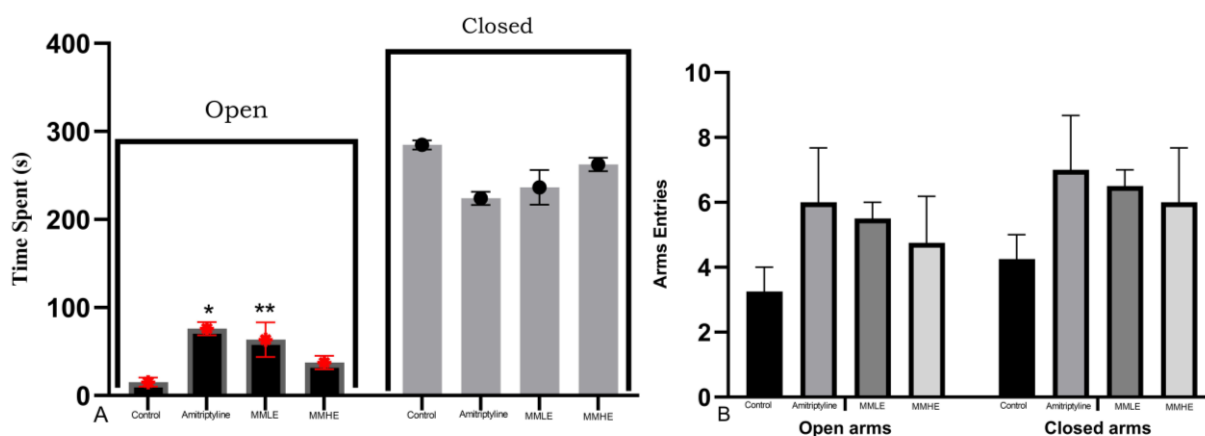 Closed
Open
* **
Time Spent (s)
400
300
200
100
0
Control Amitriptyline MMLE MMHE Control Amitriptyline MMLE MMHE
A
Arms Entries
10
8
6
4
2
0
Control Amitriptyline MMLE MMHE Control Amitriptyline MMLE MMHE
Open arms Closed arms
B